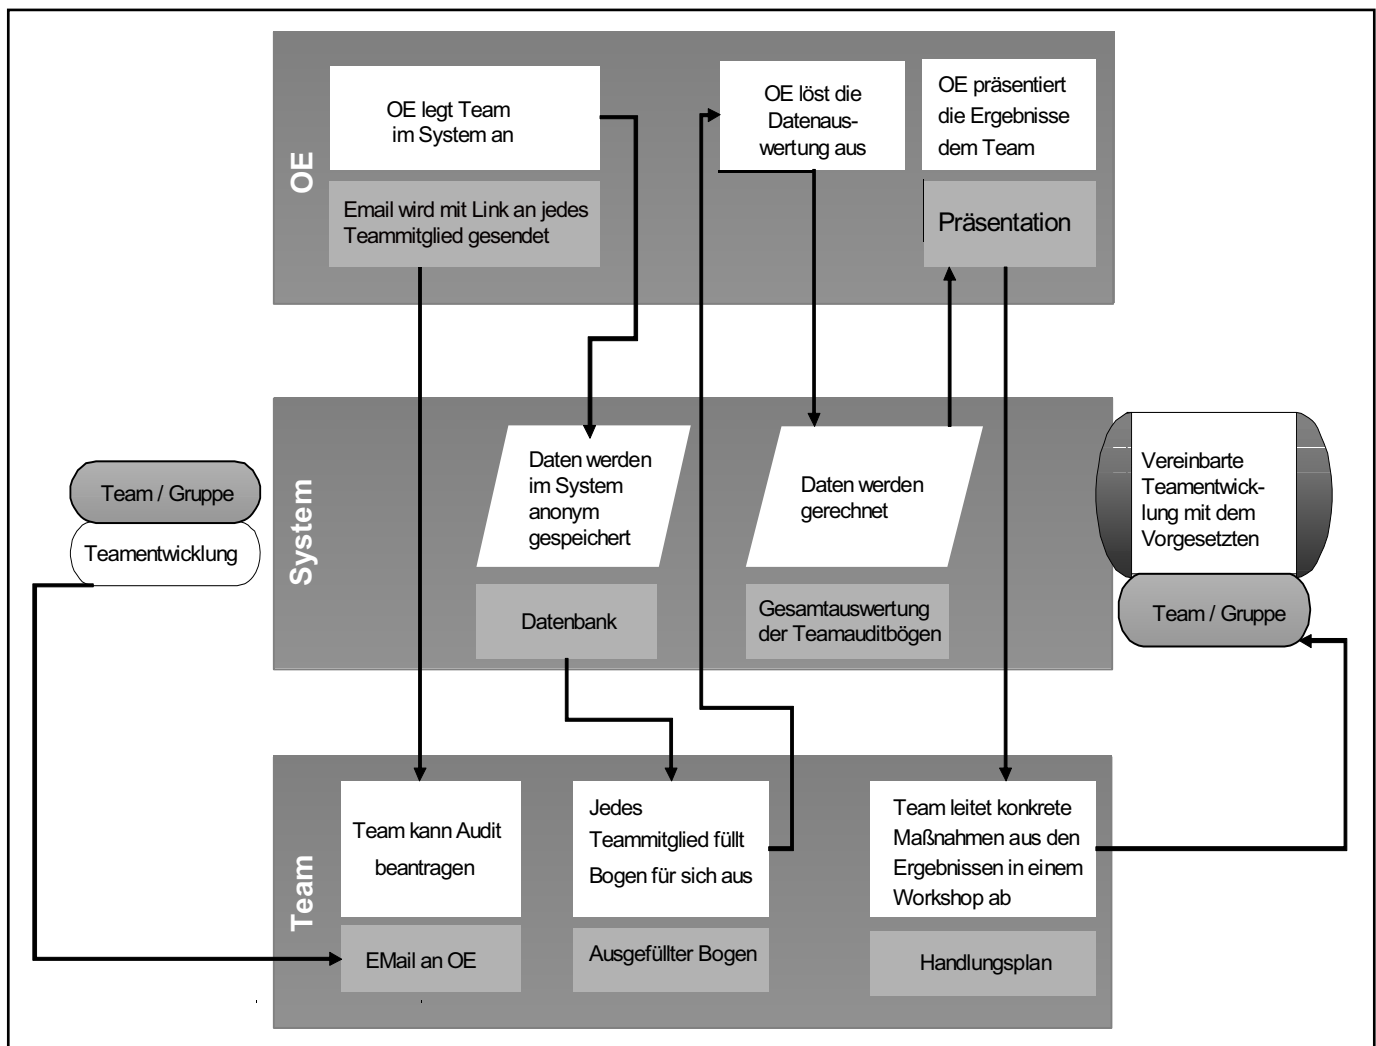 OE
OE legt Team
im System an
Email wird mit Link an jedes
Teammitglied gesendet
OE löst die
Datenaus-
wertung aus
OE präsentiert
die Ergebnisse
dem Team
Präsentation
System
Team / Gruppe
Teamentwicklung
Daten werden
im System
anonym
gespeichert
Datenbank
Daten werden
gerechnet
Gesamtauswertung
der Teamauditbögen
Vereinbarte
Teamentwick-
lung mit dem
Vorgesetzten
Team / Gruppe
Team
Team kann Audit
beantragen
EMail an OE
Jedes
Teammitglied füllt
Bogen für sich aus
Ausgefüllter Bogen
Team leitet konkrete
Maßnahmen aus den
Ergebnissen in einem
Workshop ab
Handlungsplan